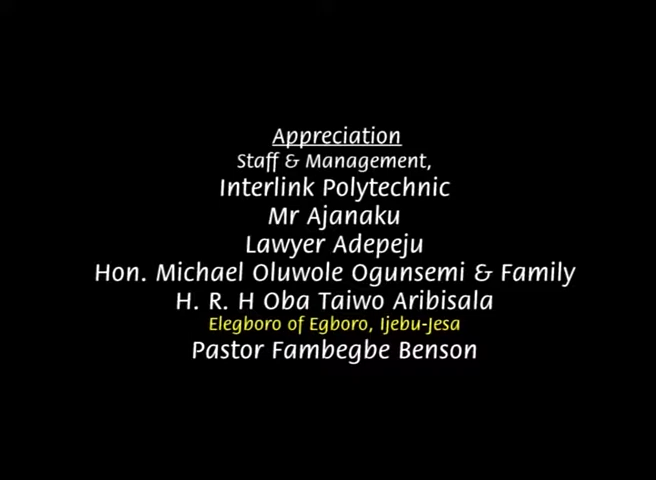 Appreciation
Staff & Management,
Interlink Polytechnic
Mr Ajanaku
Lawyer Adepeju
Hon. Michael Oluwole Ogunsemi & Family
H. R. H Oba Taiwo Aribisala
Elegboro of Egboro, Ijebu-Jesa
Pastor Fambegbe Benson